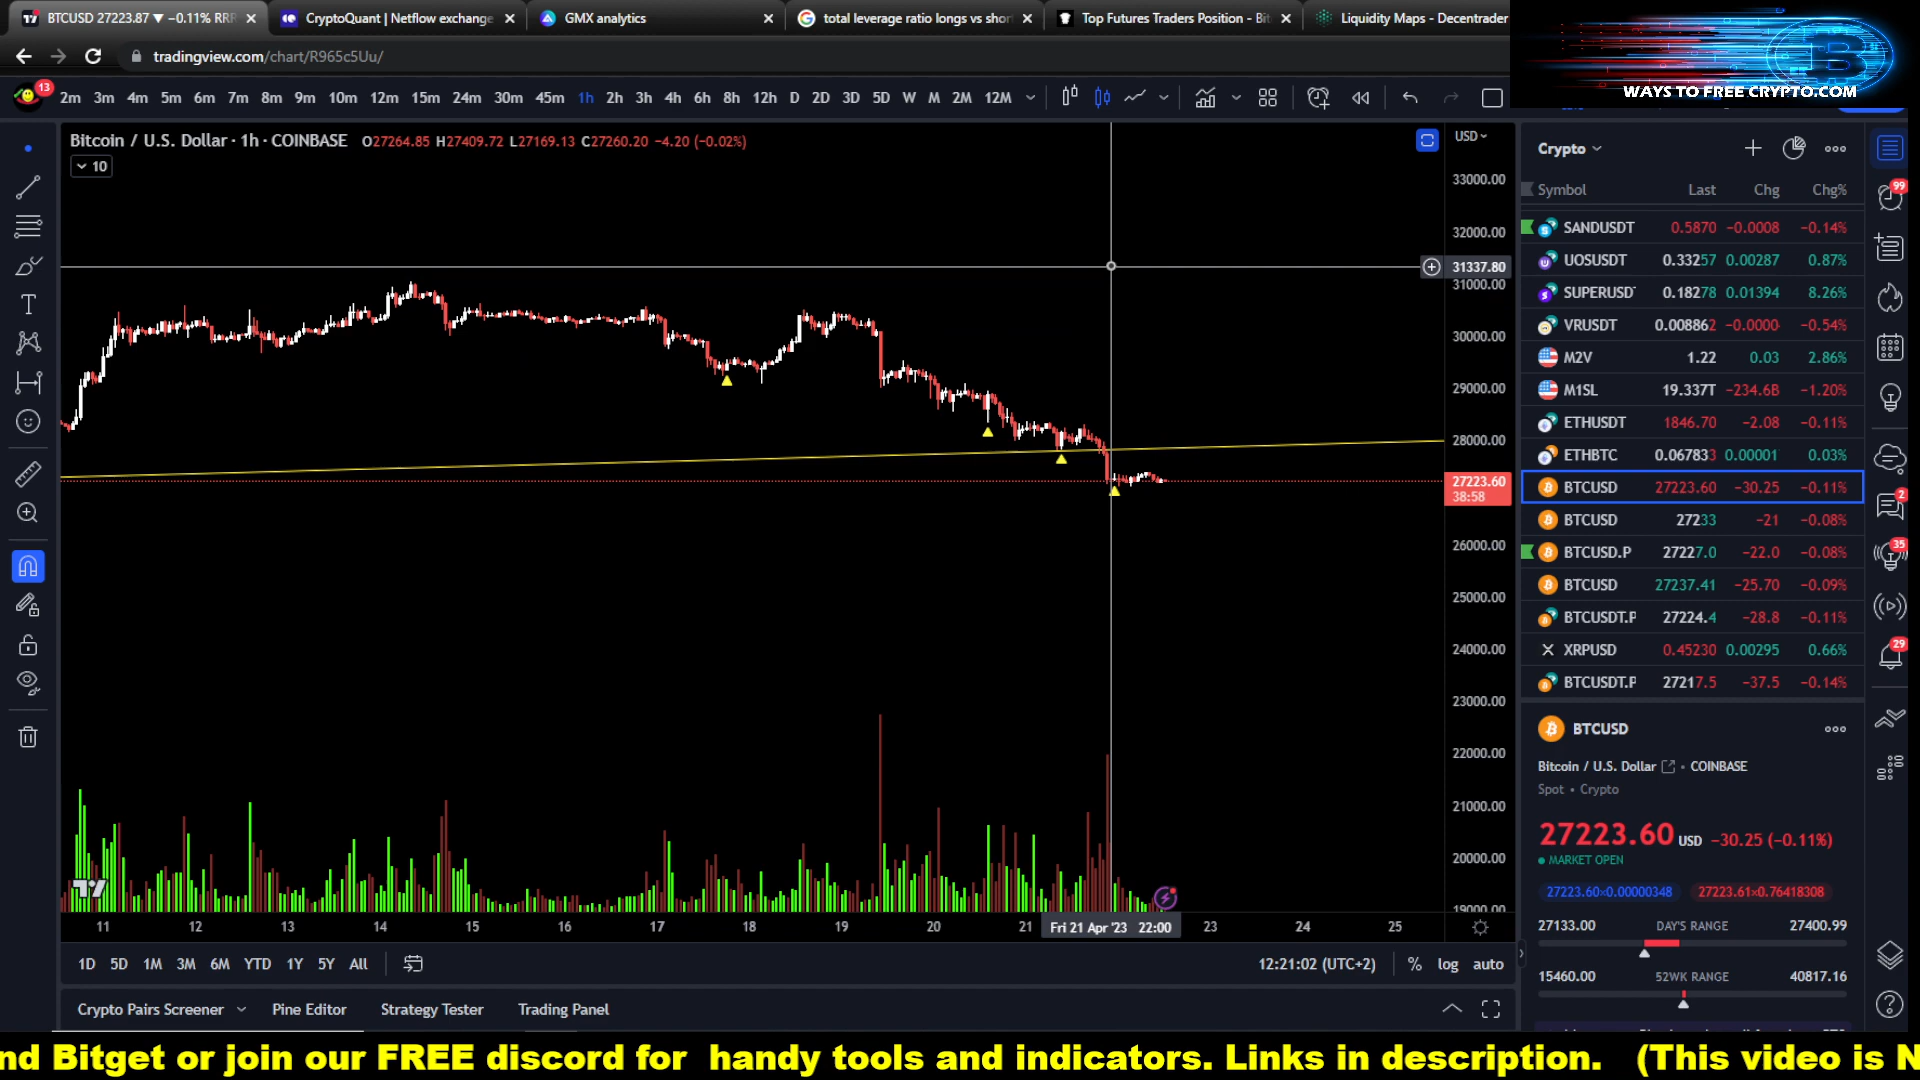 BTCUSD 27223.87 ▼ −0.11% RRR
CryptoQuant | Netflow exchange
GMX analytics
total leverage ratio longs vs shor
Top Futures Traders Position - Bit
Liquidity Maps - Decentrader
tradingview.com/chart/R965c5Uu/
WAYS TO FREE CRYPTO.COM
13
2m 3m 4m 5m 6m 7m 8m 9m 10m 12m 15m 24m 30m 45m 1h 2h 3h 4h 6h 8h 12h D 2D 3D 5D W M 2M 12M
Bitcoin / U.S. Dollar · 1h · COINBASE O27264.85 H27409.72 L27169.13 C27260.20 −4.20 (−0.02%)
10
USD
33000.00
32000.00
31337.80
31000.00
30000.00
29000.00
28000.00
27223.60
38:58
26000.00
25000.00
24000.00
23000.00
22000.00
21000.00
20000.00
19000.00
11 12 13 14 15 16 17 18 19 20 21 Fri 21 Apr '23 22:00 23 24 25
1D 5D 1M 3M 6M YTD 1Y 5Y All
12:21:02 (UTC+2) % log auto
Crypto Pairs Screener Pine Editor Strategy Tester Trading Panel
Crypto
Symbol Last Chg Chg%
SANDUSDT 0.5870 −0.0008 −0.14%
UOSUSDT 0.33257 0.00287 0.87%
SUPERUSD 0.18278 0.01394 8.26%
VRUSDT 0.008862 −0.0000 −0.54%
M2V 1.22 0.03 2.86%
M1SL 19.337T −234.6B −1.20%
ETHUSDT 1846.70 −2.08 −0.11%
ETHBTC 0.067833 0.00001 0.03%
BTCUSD 27223.60 −30.25 −0.11%
BTCUSD 27233 −21 −0.08%
BTCUSD.P 27227.0 −22.0 −0.08%
BTCUSD 27237.41 −25.70 −0.09%
BTCUSDT.P 27224.4 −28.8 −0.11%
XRPUSD 0.45230 0.00295 0.66%
BTCUSDT.P 27217.5 −37.5 −0.14%
BTCUSD
Bitcoin / U.S. Dollar • COINBASE
Spot • Crypto
27223.60 USD −30.25 (−0.11%)
MARKET OPEN
27223.60×0.00000348 27223.61×0.76418308
27133.00 DAY'S RANGE 27400.99
15460.00 52WK RANGE 40817.16
99
2
35
29
nd Bitget or join our FREE discord for handy tools and indicators. Links in description. (This video is N